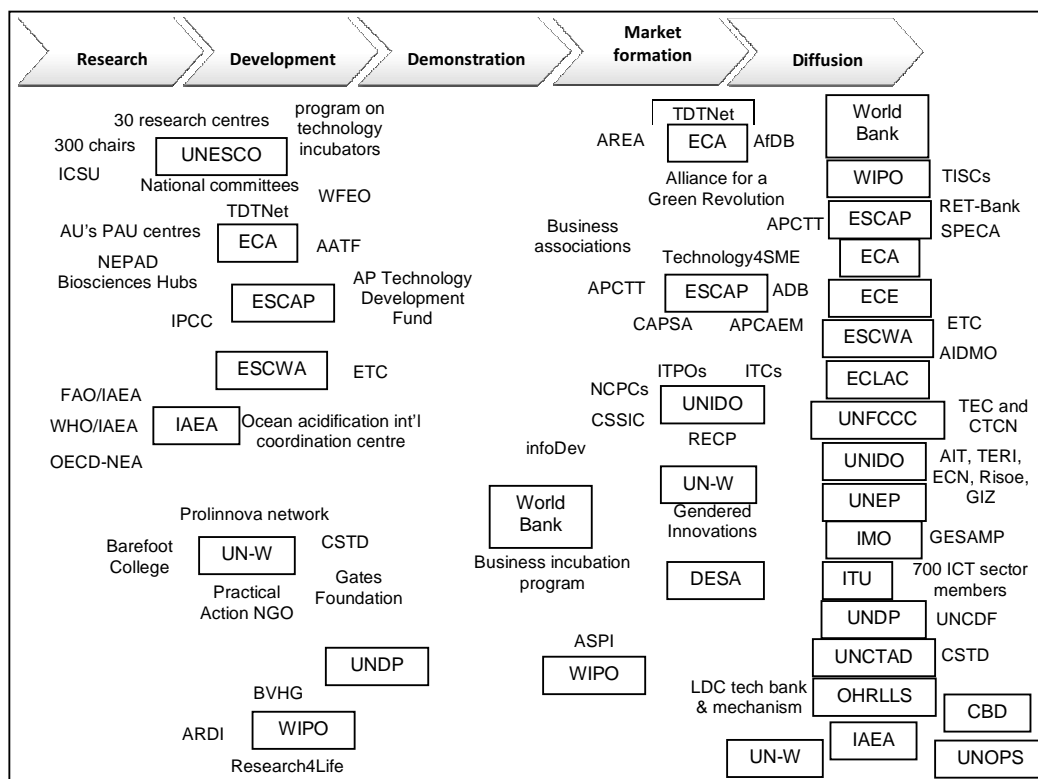 Research
Development
Demonstration
Market
formation
Diffusion
30 research centres
program on
technology
incubators
300 chairs
UNESCO
ICSU
National committees
WFEO
TDTNet
AU's PAU centres
ECA
AATF
NEPAD
Biosciences Hubs
ESCAP
AP Technology
Development
Fund
IPCC
ESCWA
ETC
FAO/IAEA
WHO/IAEA
IAEA
Ocean acidification int'l
coordination centre
OECD-NEA
Prolinnova network
Barefoot
College
UN-W
CSTD
Practical
Action NGO
Gates
Foundation
UNDP
BVHG
ARDI
WIPO
Research4Life
infoDev
World
Bank
Business incubation
program
ASPI
WIPO
TDTNet
AREA
ECA
AfDB
Alliance for a
Green Revolution
Business
associations
Technology4SME
APCTT
ESCAP
ADB
CAPSA
APCAEM
ITPOs
ITCs
NCPCs
UNIDO
CSSIC
RECP
UN-W
Gendered
Innovations
DESA
World
Bank
WIPO
TISCs
APCTT
ESCAP
RET-Bank
SPECA
ECA
ECE
ESCWA
ETC
AIDMO
ECLAC
UNFCCC
TEC and
CTCN
UNIDO
AIT, TERI,
ECN, Risoe,
GIZ
UNEP
IMO
GESAMP
ITU
700 ICT sector
members
UNDP
UNCDF
UNCTAD
CSTD
LDC tech bank
& mechanism
OHRLLS
CBD
IAEA
UN-W
UNOPS